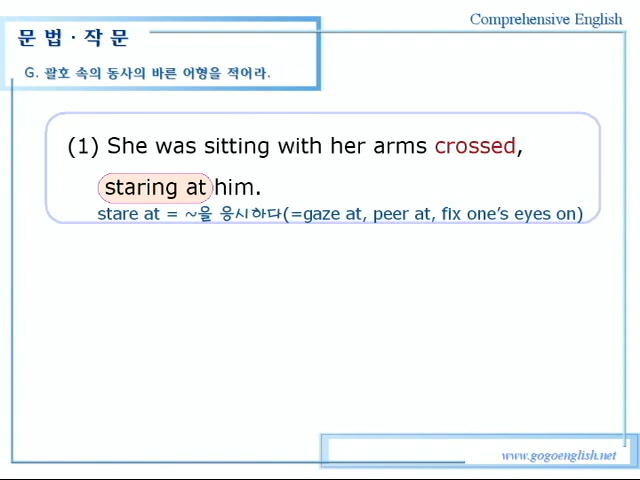 Comprehensive English
문 법 · 작 문
G. 괄호 속의 동사의 바른 어형을 적어라.
(1) She was sitting with her arms crossed,
staring at him.
stare at = ~을 응시하다(=gaze at, peer at, fix one's eyes on)
www.gogoenglish.net